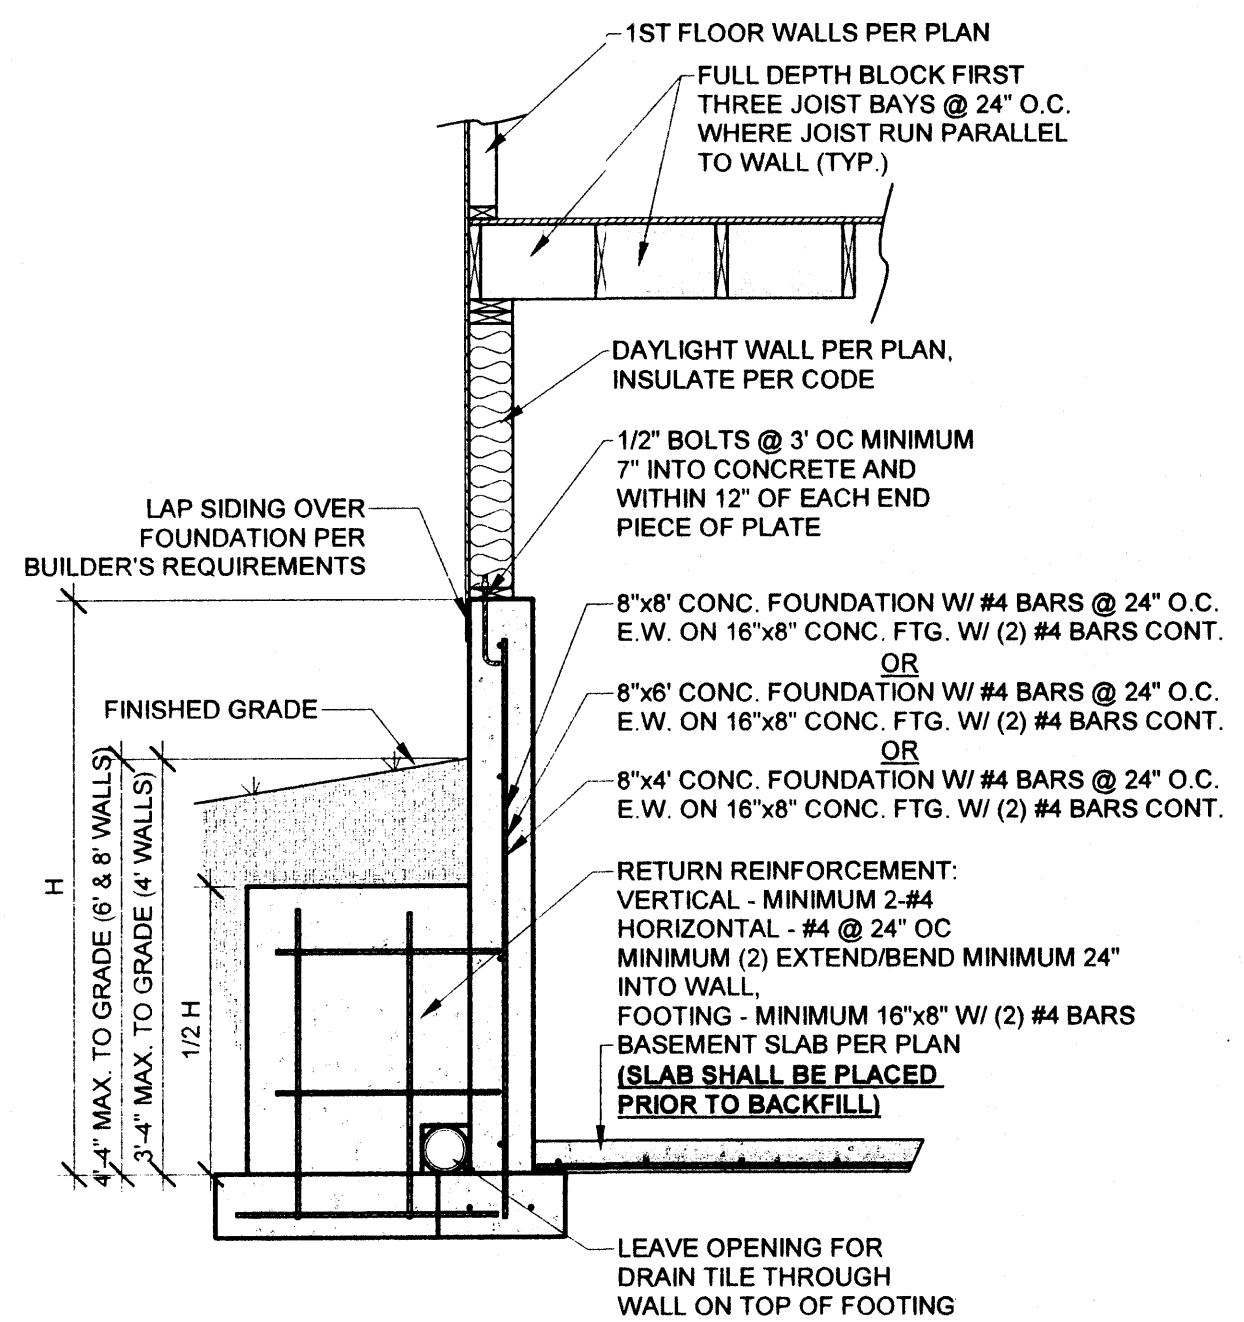 1ST FLOOR WALLS PER PLAN
FULL DEPTH BLOCK FIRST
THREE JOIST BAYS @ 24" O.C.
WHERE JOIST RUN PARALLEL
TO WALL (TYP.)
DAYLIGHT WALL PER PLAN,
INSULATE PER CODE
1/2" BOLTS @ 3' OC MINIMUM
7" INTO CONCRETE AND
WITHIN 12" OF EACH END
PIECE OF PLATE
LAP SIDING OVER
FOUNDATION PER
BUILDER'S REQUIREMENTS
8"x8' CONC. FOUNDATION W/ #4 BARS @ 24" O.C.
E.W. ON 16"x8" CONC. FTG. W/ (2) #4 BARS CONT.
OR
8"x6' CONC. FOUNDATION W/ #4 BARS @ 24" O.C.
E.W. ON 16"x8" CONC. FTG. W/ (2) #4 BARS CONT.
OR
8"x4' CONC. FOUNDATION W/ #4 BARS @ 24" O.C.
E.W. ON 16"x8" CONC. FTG. W/ (2) #4 BARS CONT.
FINISHED GRADE
H
4'-4" MAX. TO GRADE (6' & 8' WALLS)
3'-4" MAX. TO GRADE (4' WALLS)
1/2 H
RETURN REINFORCEMENT:
VERTICAL - MINIMUM 2-#4
HORIZONTAL - #4 @ 24" OC
MINIMUM (2) EXTEND/BEND MINIMUM 24"
INTO WALL,
FOOTING - MINIMUM 16"x8" W/ (2) #4 BARS
BASEMENT SLAB PER PLAN
(SLAB SHALL BE PLACED
PRIOR TO BACKFILL)
LEAVE OPENING FOR
DRAIN TILE THROUGH
WALL ON TOP OF FOOTING